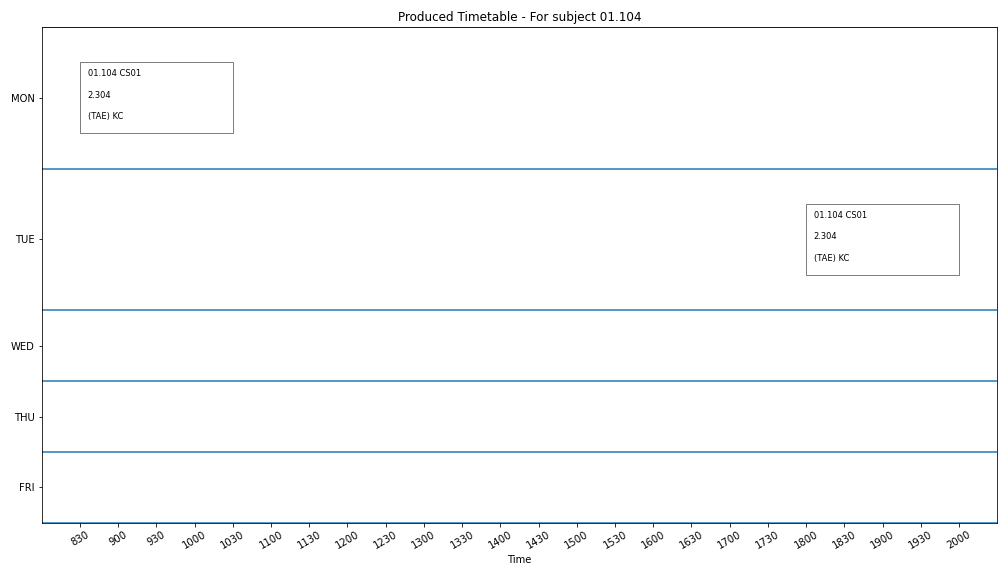 Produced Timetable - For subject 01.104
MON
01.104 CS01
2.304
(TAE) KC
TUE
01.104 CS01
2.304
(TAE) KC
WED
THU
FRI
830 900 930 1000 1030 1100 1130 1200 1230 1300 1330 1400 1430 1500 1530 1600 1630 1700 1730 1800 1830 1900 1930 2000
Time